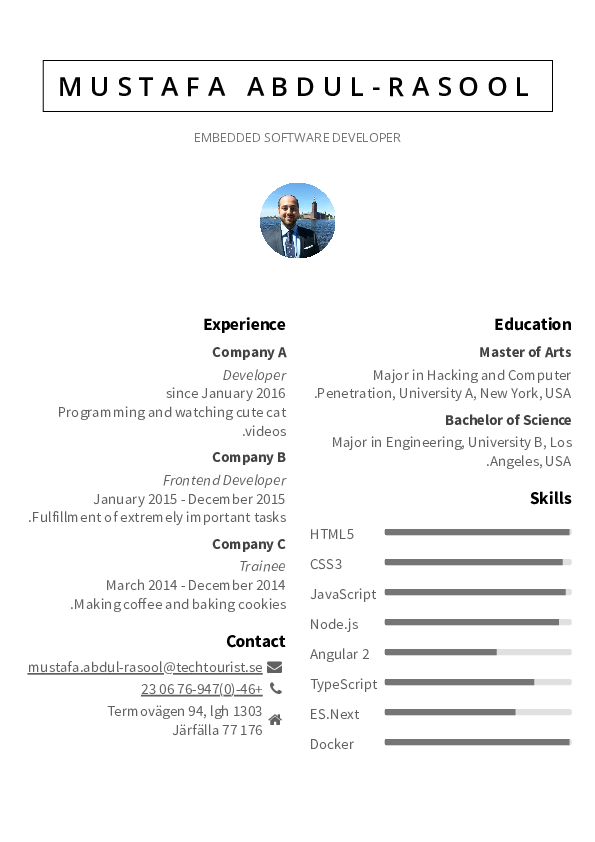 MUSTAFA ABDUL-RASOOL
EMBEDDED SOFTWARE DEVELOPER
Experience
Company A
Developer
since January 2016
Programming and watching cute cat
.videos
Company B
Frontend Developer
January 2015 - December 2015
.Fulfillment of extremely important tasks
Company C
Trainee
March 2014 - December 2014
.Making coffee and baking cookies
Contact
mustafa.abdul-rasool@techtourist.se
23 06 76-947(0)-46+
Termovägen 94, lgh 1303
Järfälla 77 176
Education
Master of Arts
Major in Hacking and Computer
.Penetration, University A, New York, USA
Bachelor of Science
Major in Engineering, University B, Los
.Angeles, USA
Skills
HTML5
CSS3
JavaScript
Node.js
Angular 2
TypeScript
ES.Next
Docker